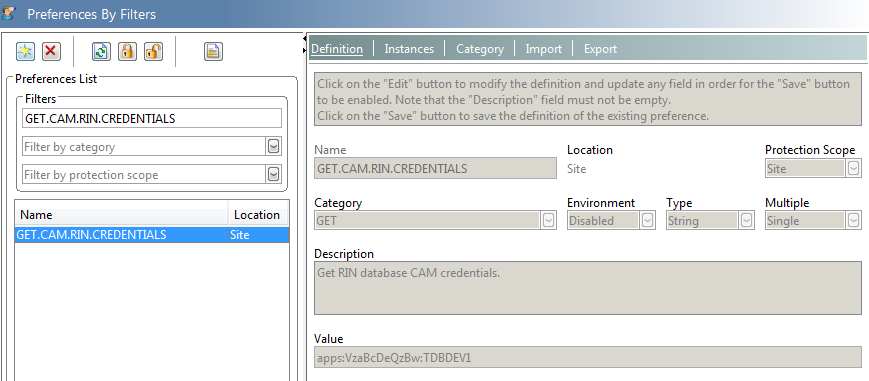 Preferences By Filters
Preferences List
Filters
GET.CAM.RIN.CREDENTIALS
Filter by category
Filter by protection scope
Name Location
GET.CAM.RIN.CREDENTIALS Site
Definition Instances Category Import Export
Click on the "Edit" button to modify the definition and update any field in order for the "Save" button
to be enabled. Note that the "Description" field must not be empty.
Click on the "Save" button to save the definition of the existing preference.
Name Location Protection Scope
GET.CAM.RIN.CREDENTIALS Site Site
Category Environment Type Multiple
GET Disabled String Single
Description
Get RIN database CAM credentials.
Value
apps:VzaBcDeQzBw:TDBDEV1